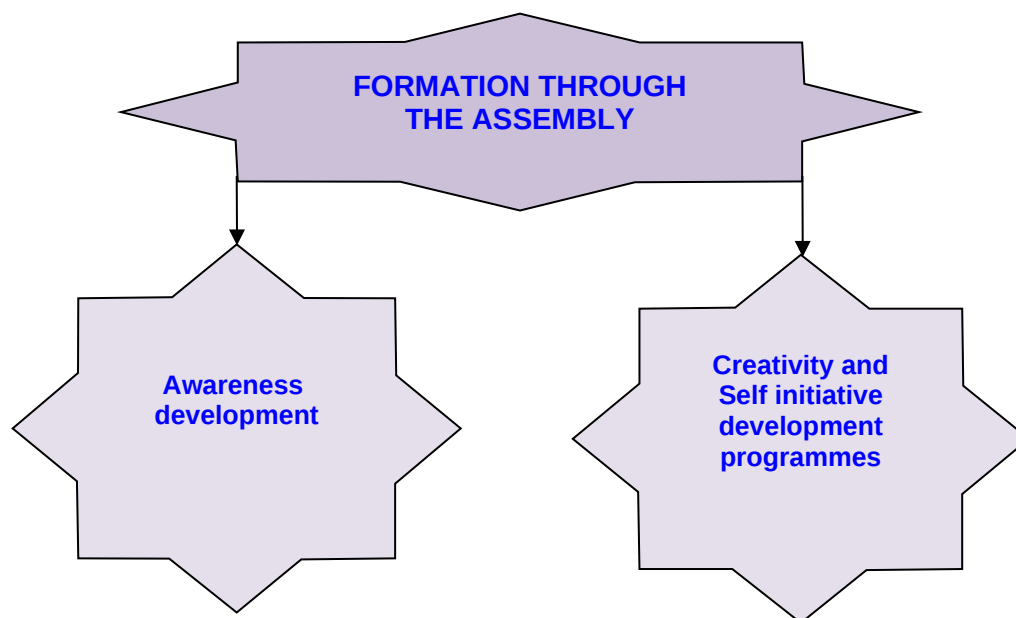 FORMATION THROUGH
THE ASSEMBLY
Awareness
development
Creativity and
Self initiative
development
programmes